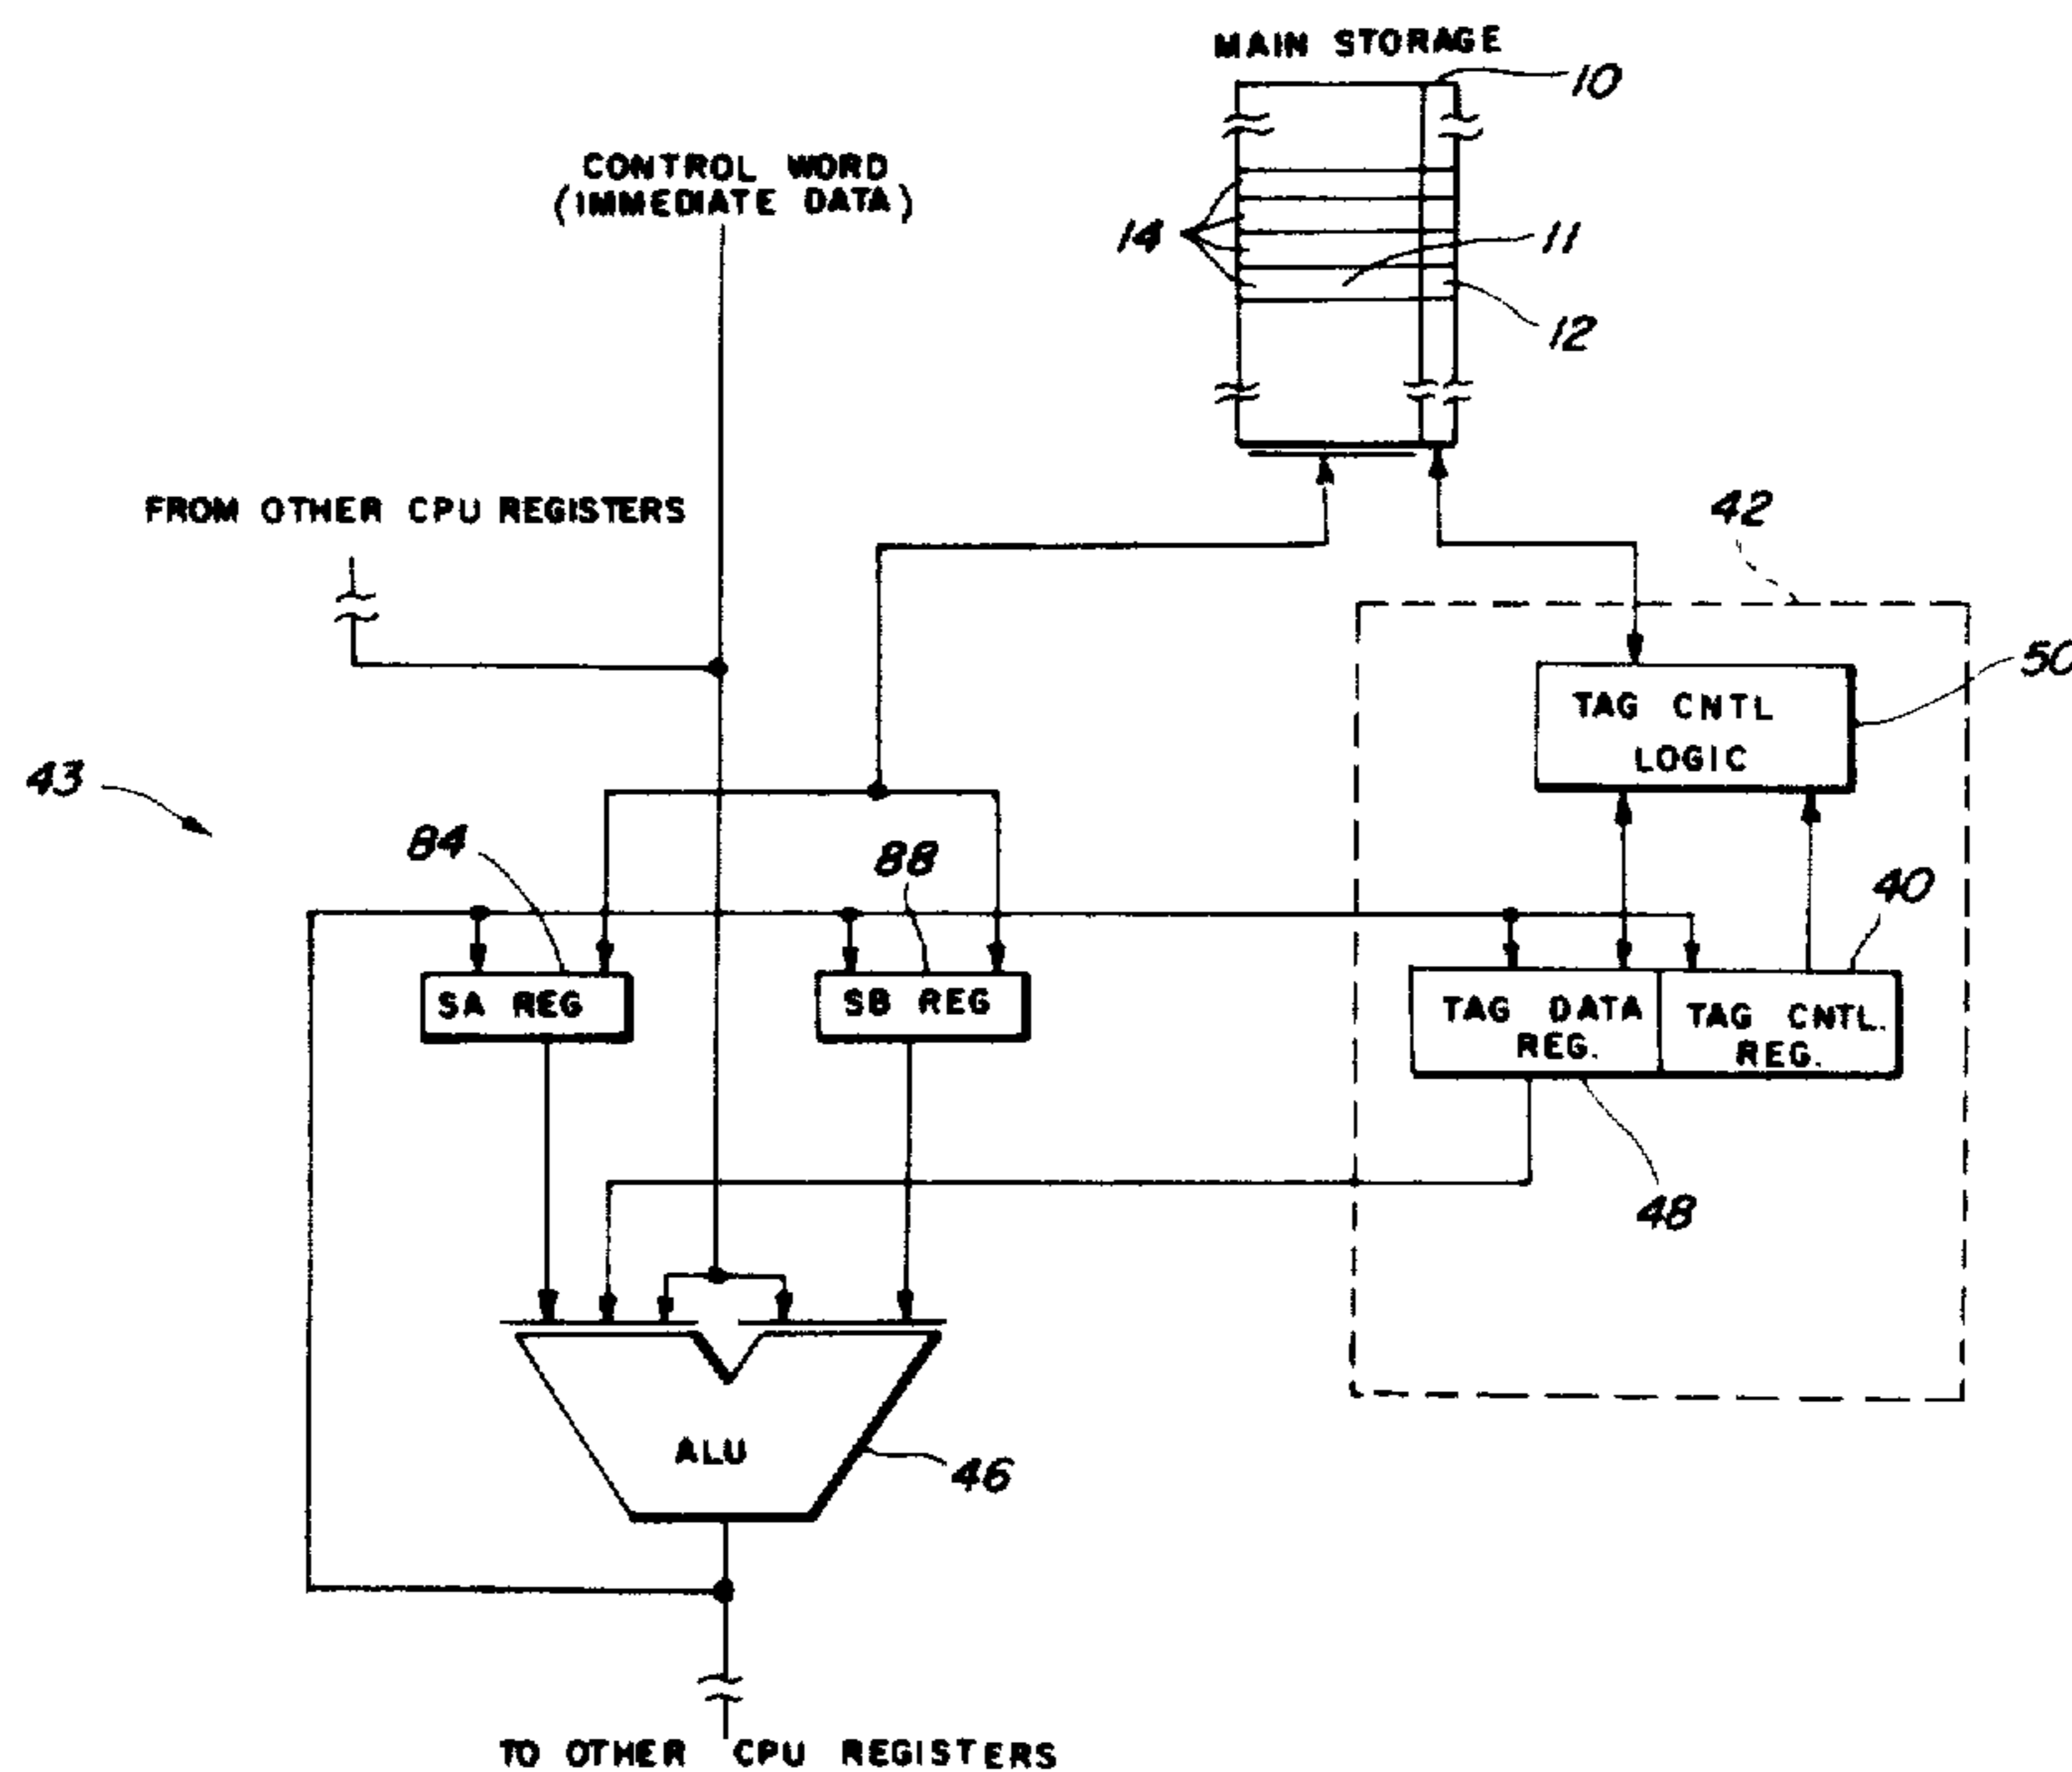 MAIN STORAGE
10
CONTROL WORD
(IMMEDIATE DATA)
14
11
12
FROM OTHER CPU REGISTERS
42
50
TAG CNTL
LOGIC
43
84
88
40
SA REG
SB REG
TAG DATA
REG.
TAG CNTL.
REG.
48
ALU
46
TO OTHER CPU REGISTERS